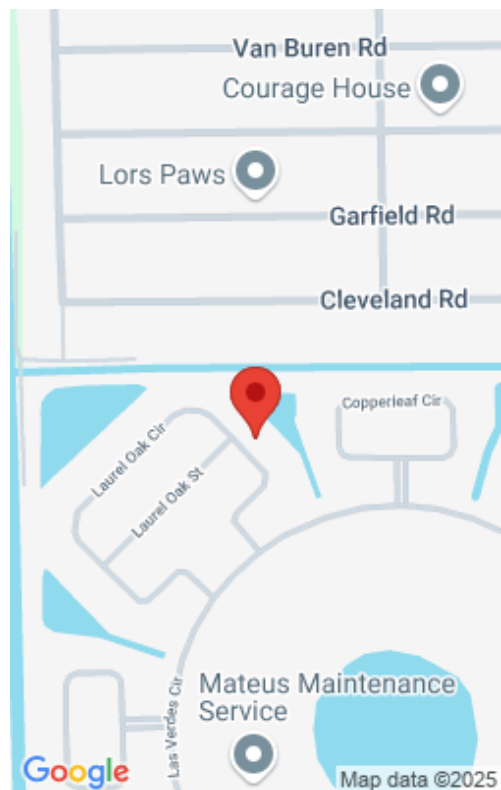 Van Buren Rd
Courage House
Lors Paws
Garfield Rd
Cleveland Rd
Copperleaf Cir
Laurel Oak Cir
Laurel Oak St
Las Verdes Cir
Mateus Maintenance
Service
Google
Map data ©2025